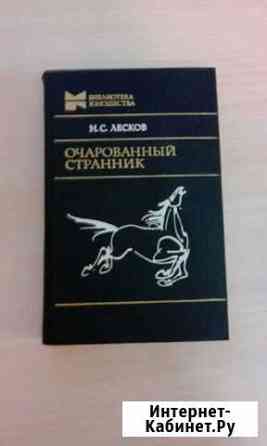 БИБЛИОТЕКА
ЮНОШЕСТВА
Н.С. ЛЕСКОВ
ОЧАРОВАННЫЙ
СТРАННИК
Интернет-
Кабинет.Ру